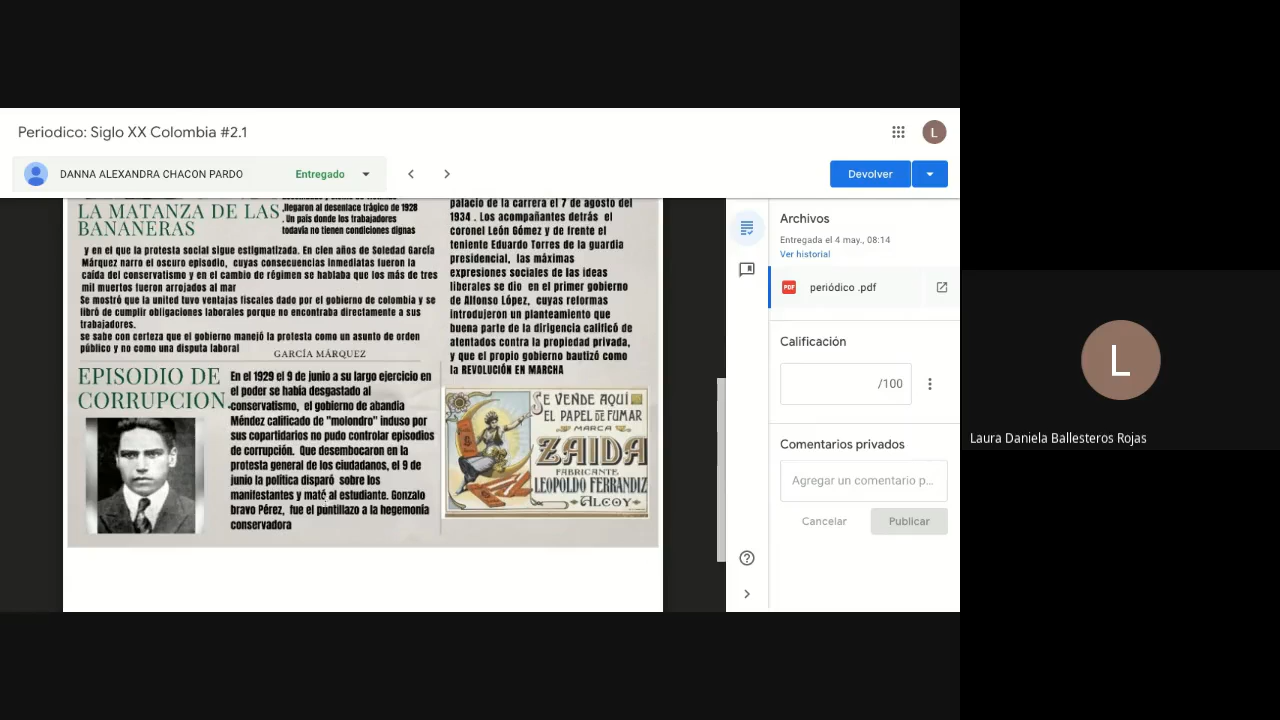 Periodico: Siglo XX Colombia #2.1
L
DANNA ALEXANDRA CHACON PARDO
Entregado
Devolver
LA MATANZA DE LAS
BANANERAS
,llegaron al desenlace trágico de 1928
. Un país donde los trabajadores
todavía no tienen condiciones dignas
y en el que la protesta social sigue estigmatizada. En cien años de Soledad García
Márquez narro el oscuro episodio, cuyas consecuencias inmediatas fueron la
caída del conservatismo y en el cambio de régimen se hablaba que los más de tres
mil muertos fueron arrojados al mar
Se mostró que la united tuvo ventajas fiscales dado por el gobierno de colombia y se
libró de cumplir obligaciones laborales porque no encontraba directamente a sus
trabajadores.
se sabe con certeza que el gobierno manejó la protesta como un asunto de orden
público y no como una disputa laboral
GARCÍA MÁRQUEZ
EPISODIO DE
CORRUPCION.
En el 1929 el 9 de junio a su largo ejercicio en
el poder se había desgastado al
conservatismo, el gobierno de abandia
Méndez calificado de "molondro" induso por
sus copartidarios no pudo controlar episodios
de corrupción. Que desembocaron en la
protesta general de los ciudadanos, el 9 de
junio la política disparó sobre los
manifestantes y mató al estudiante. Gonzalo
bravo Pérez, fue el puntillazo a la hegemonía
conservadora
palacio de la carrera el 7 de agosto del
1934 . Los acompañantes detrás el
coronel León Gómez y de frente el
teniente Eduardo Torres de la guardia
presidencial, las máximas
expresiones sociales de las ideas
liberales se dio en el primer gobierno
de Alfonso López, cuyas reformas
introdujeron un planteamiento que
buena parte de la dirigencia calificó de
atentados contra la propiedad privada,
y que el propio gobierno bautizó como
la REVOLUCIÓN EN MARCHA
SE VENDE AQUÍ
EL PAPEL DE FUMAR
MARCA
ZAIDA
FABRICANTE
LEOPOLDO FERRANDIZ
ALCOY
Archivos
Entregada el 4 may., 08:14
Ver historial
PDF
periódico .pdf
Calificación
/100
Comentarios privados
Agregar un comentario p...
Cancelar
Publicar
L
Laura Daniela Ballesteros Rojas